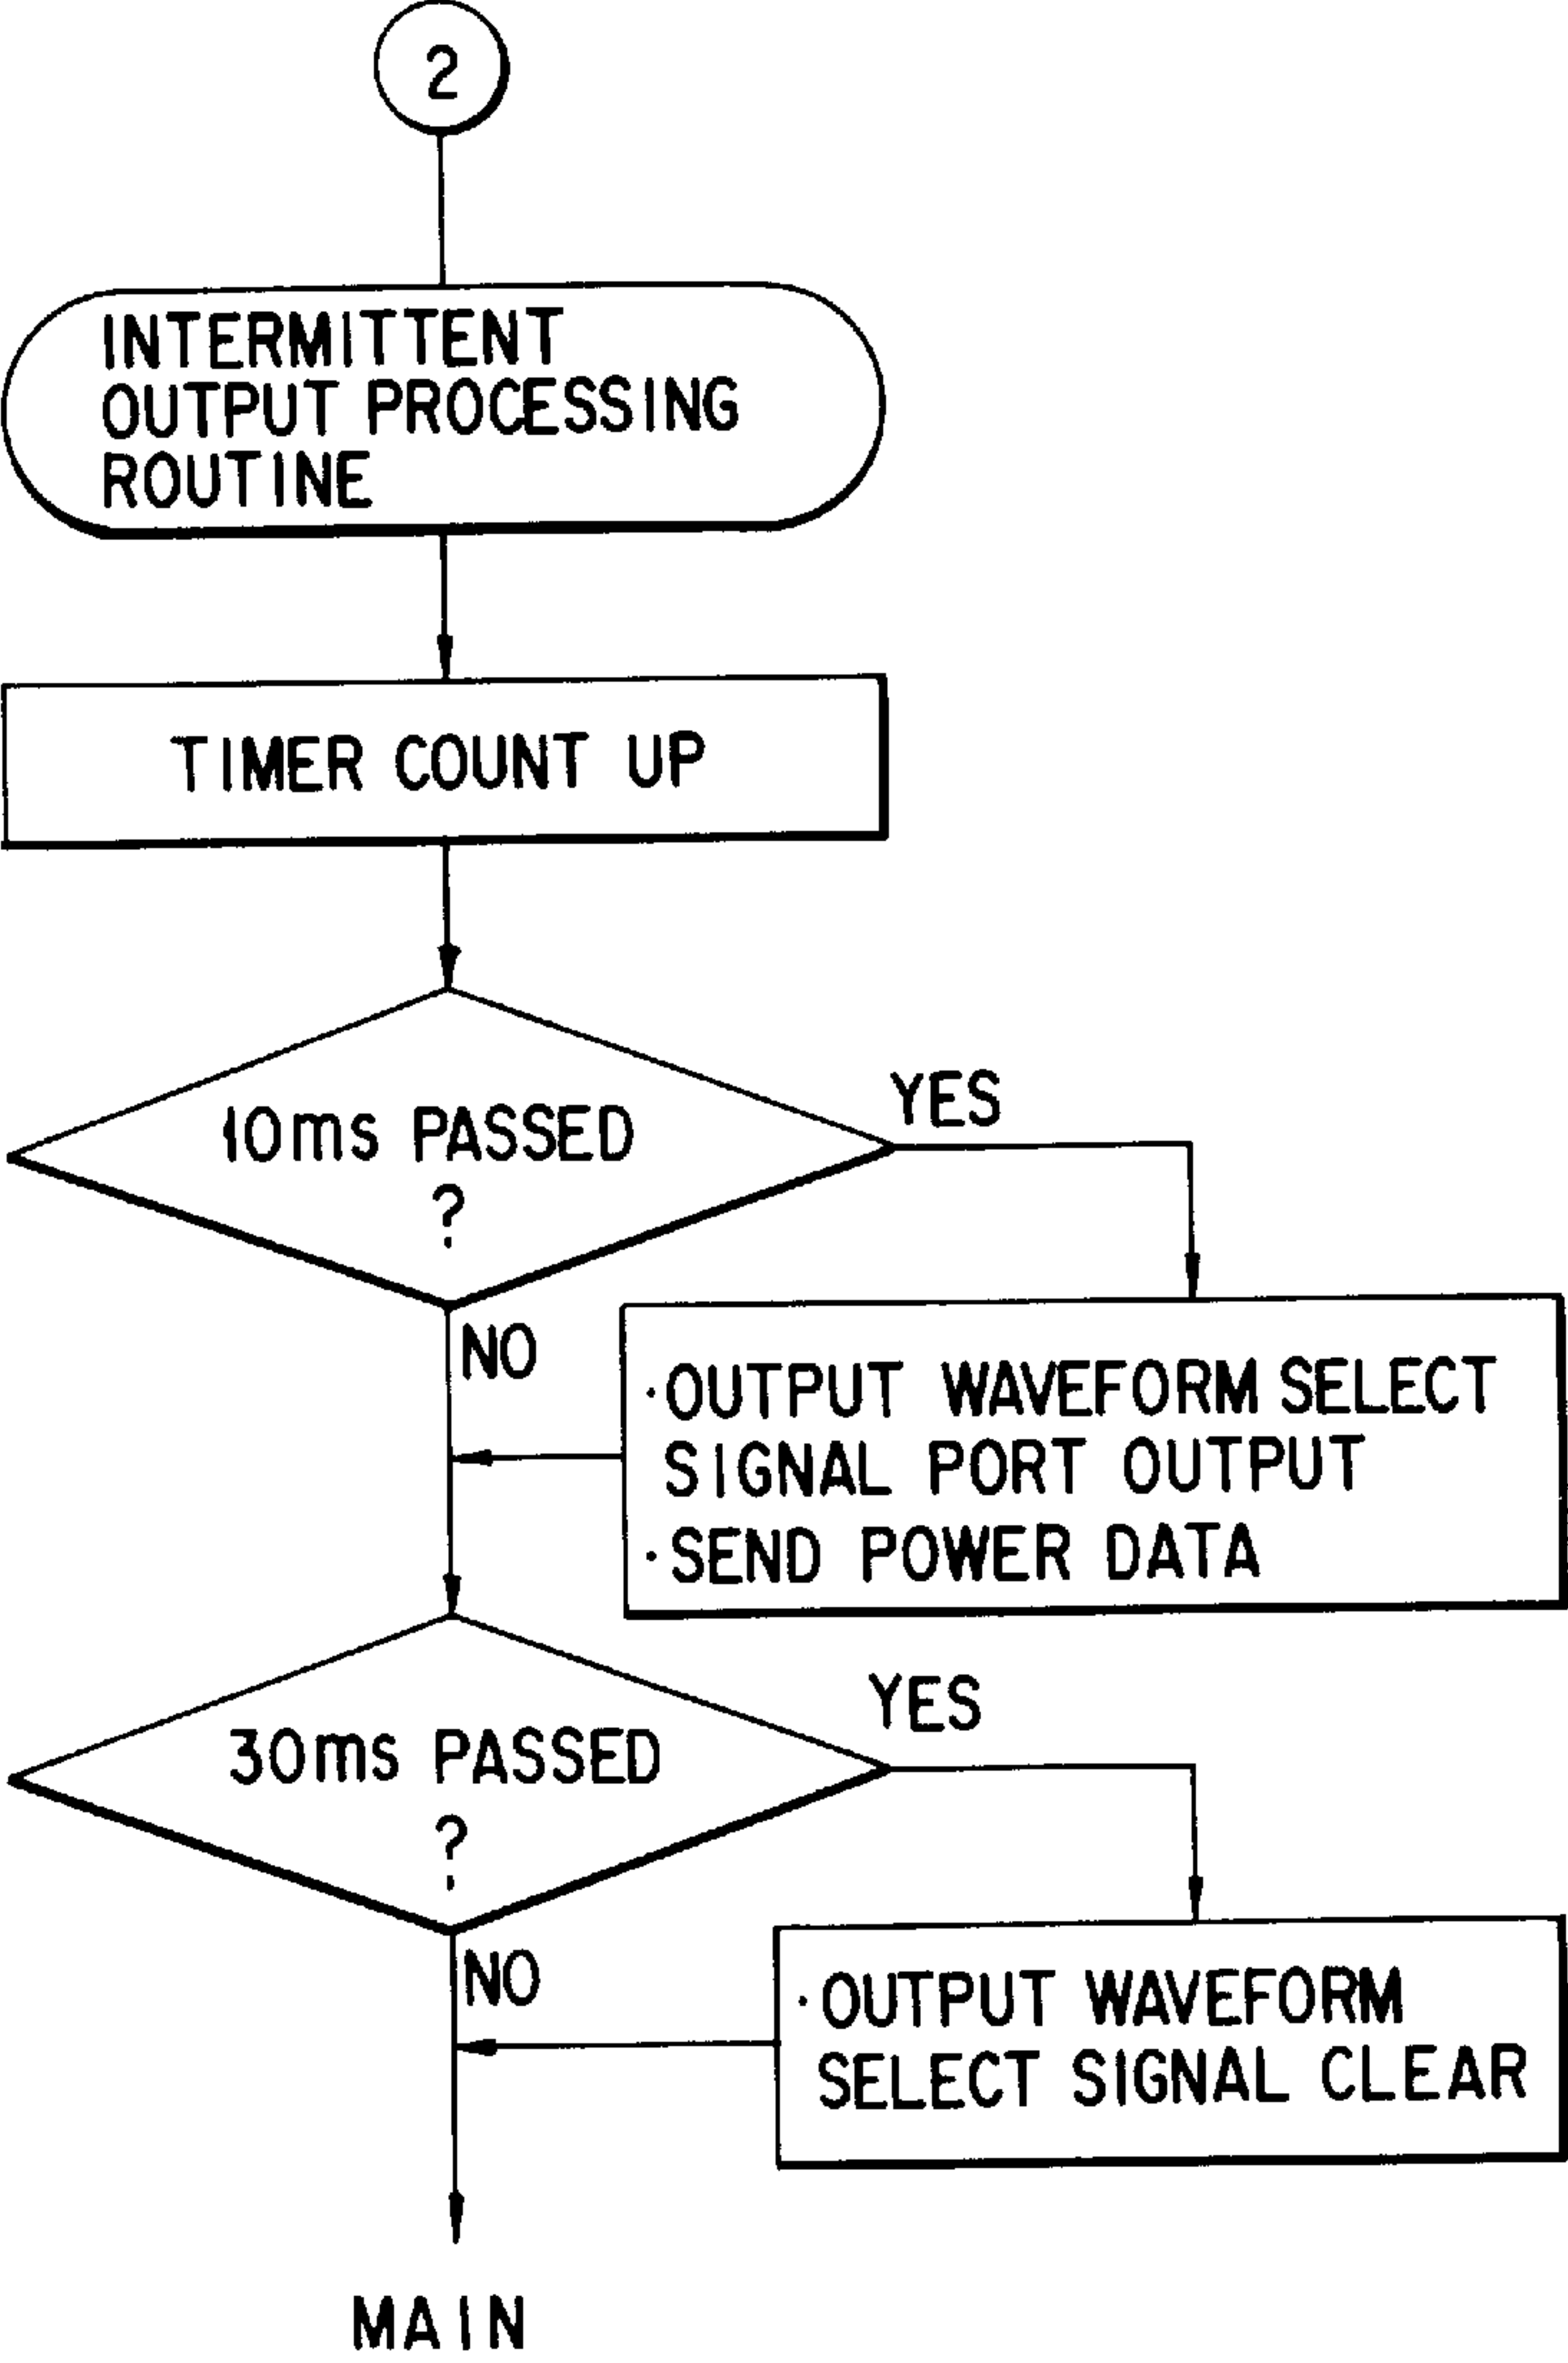 2
INTERMITTENT
OUTPUT PROCESSING
ROUTINE
TIMER COUNT UP
10ms PASSED
?
YES
NO
·OUTPUT WAVEFORM SELECT
SIGNAL PORT OUTPUT
·SEND POWER DATA
30ms PASSED
?
YES
NO
·OUTPUT WAVEFORM
SELECT SIGNAL CLEAR
MAIN